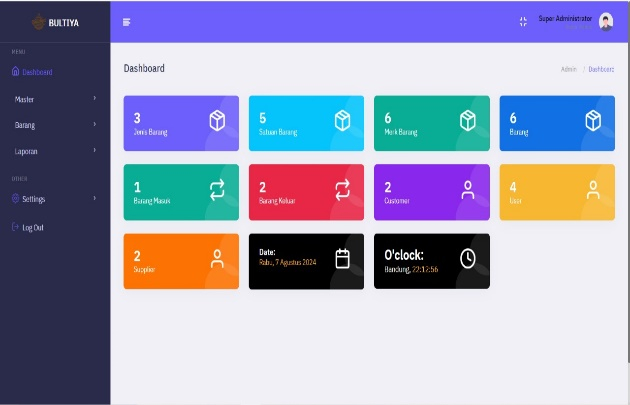 BULTIYA
Super Administrator
MENU
Dashboard
Master
Barang
Laporan
OTHER
Settings
Log Out
Dashboard
Admin / Dashboard
3
Jenis Barang
5
Satuan Barang
6
Merk Barang
6
Barang
1
Barang Masuk
2
Barang Keluar
2
Customer
4
User
2
Supplier
Date:
Rabu, 7 Agustus 2024
O'clock:
Bandung, 22:12:56